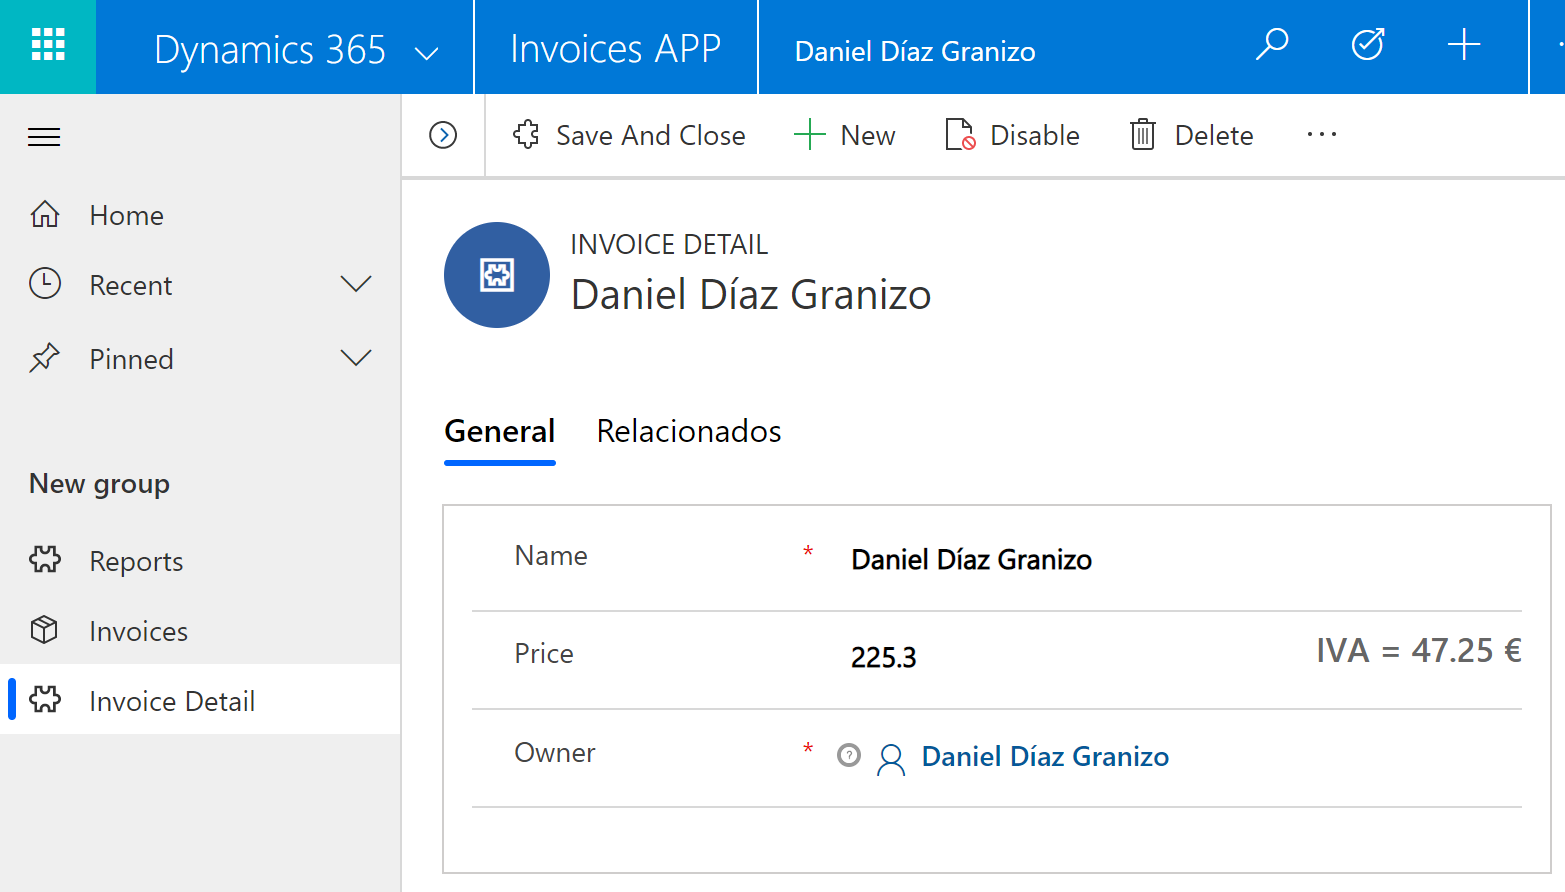 Dynamics 365
Invoices APP
Daniel Díaz Granizo
Save And Close
New
Disable
Delete
Home
Recent
Pinned
New group
Reports
Invoices
Invoice Detail
INVOICE DETAIL
Daniel Díaz Granizo
General
Relacionados
Name * Daniel Díaz Granizo
Price 225.3 IVA = 47.25 €
Owner * ? Daniel Díaz Granizo